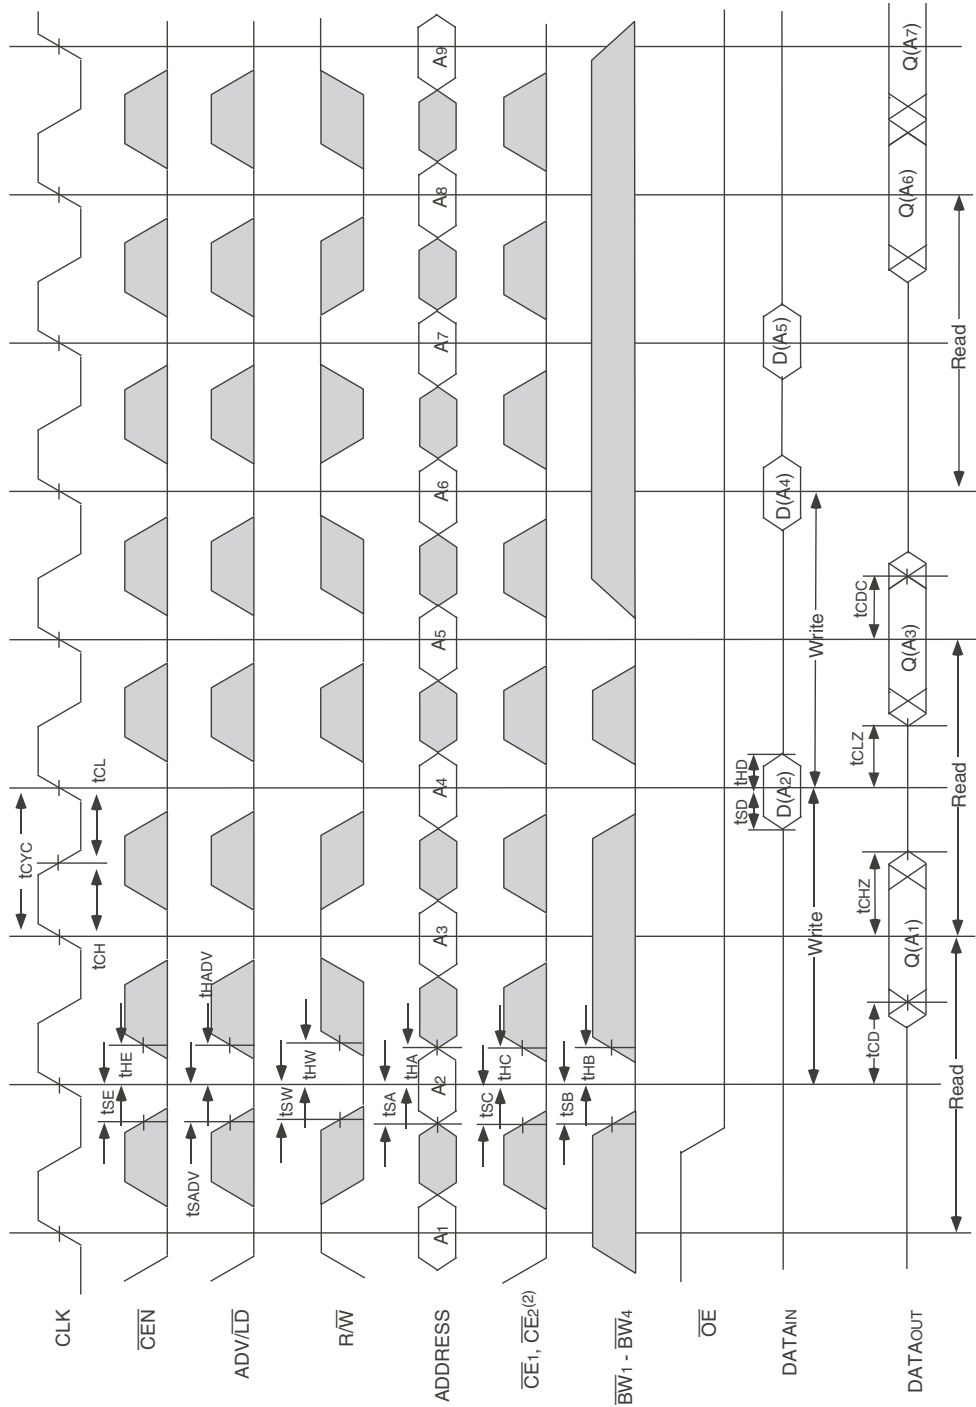 tCYC
tCH
tCL
CLK
tSE
tHE
CEN
tSADV
tHADV
ADV/LD
tSW
tHW
R/W
tSA
tHA
ADDRESS
A1
A2
A3
A4
A5
A6
A7
A8
A9
tSC
tHC
CE1, CE2(2)
tSB
tHB
BW1 - BW4
OE
tSD
tHD
DATAIN
D(A2)
D(A4)
D(A5)
Write
Write
tCD
tCHZ
tCLZ
tCDC
DATAOUT
Q(A1)
Q(A3)
Q(A6)
Q(A7)
Read
Read
Read